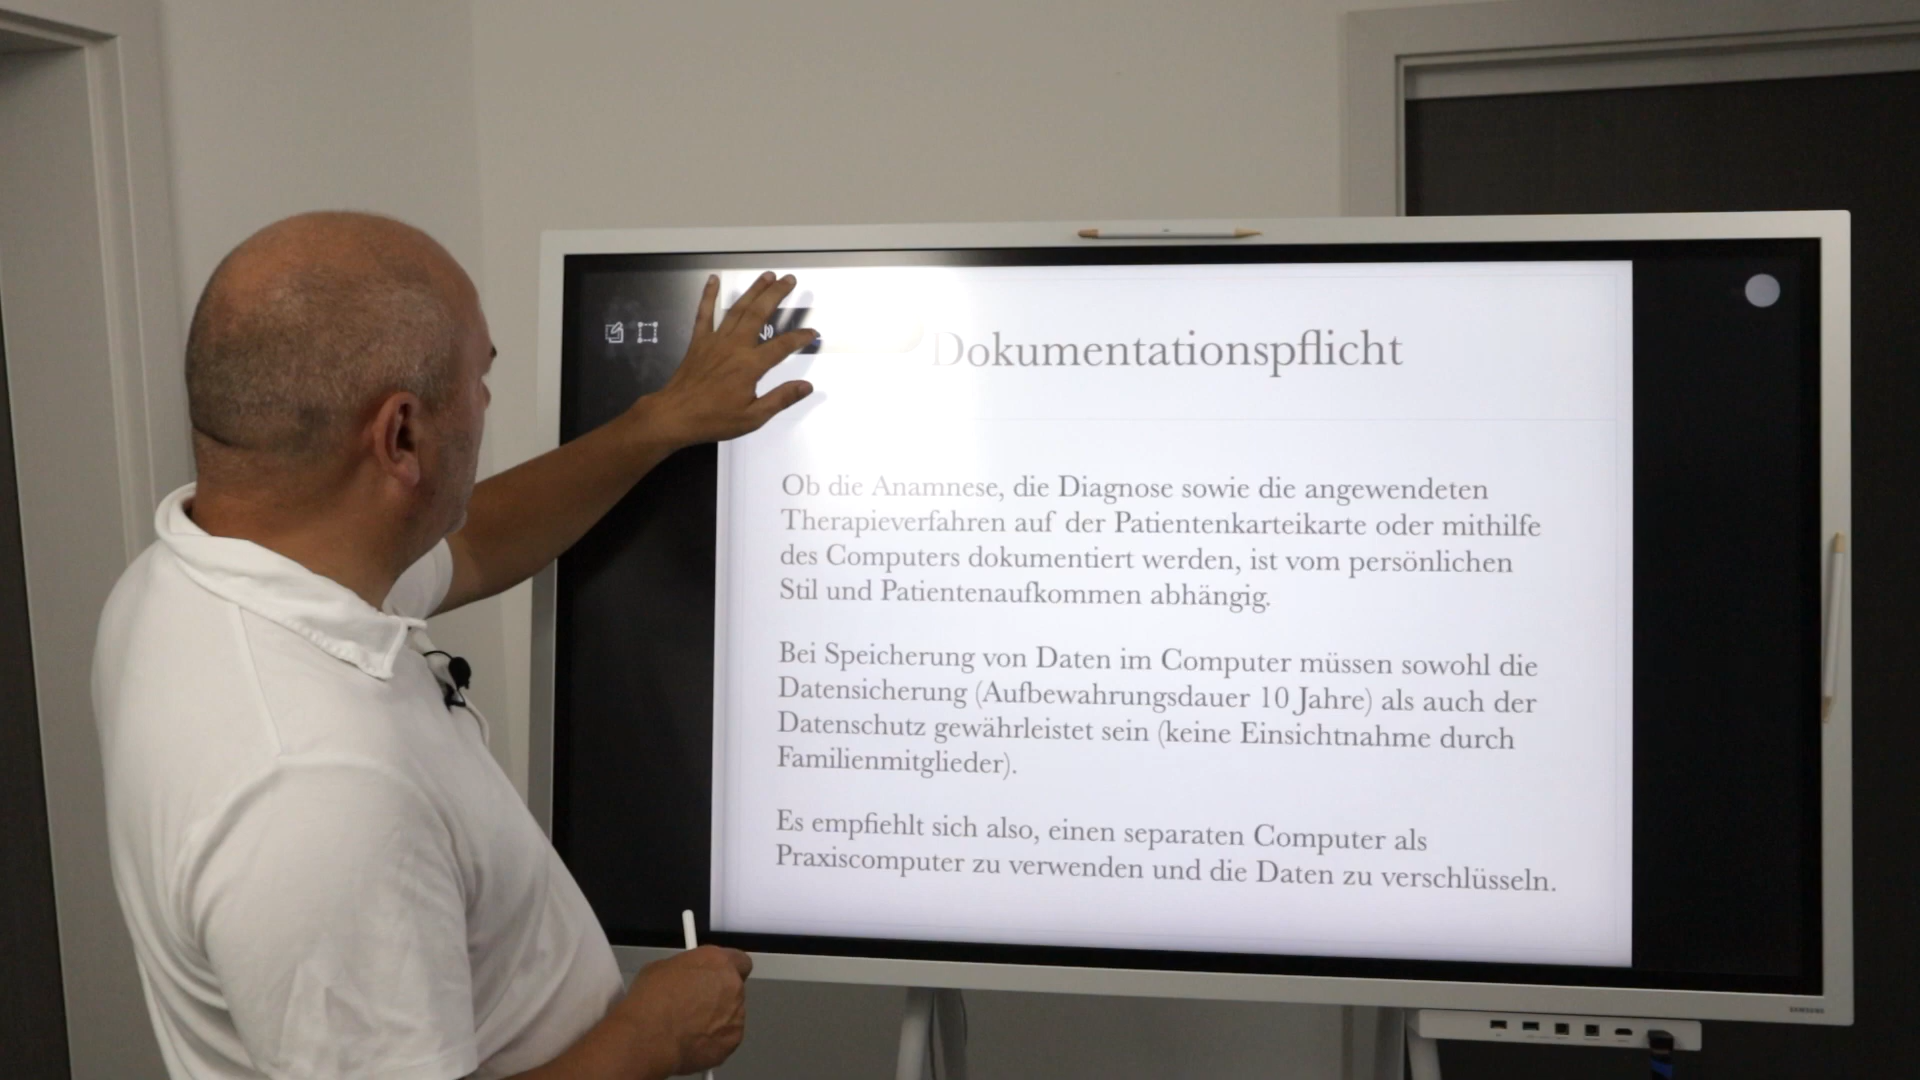 Dokumentationspflicht
Ob die Anamnese, die Diagnose sowie die angewendeten
Therapieverfahren auf der Patientenkarteikarte oder mithilfe
des Computers dokumentiert werden, ist vom persönlichen
Stil und Patientenaufkommen abhängig.
Bei Speicherung von Daten im Computer müssen sowohl die
Datensicherung (Aufbewahrungsdauer 10 Jahre) als auch der
Datenschutz gewährleistet sein (keine Einsichtnahme durch
Familienmitglieder).
Es empfiehlt sich also, einen separaten Computer als
Praxiscomputer zu verwenden und die Daten zu verschlüsseln.
SAMSUNG